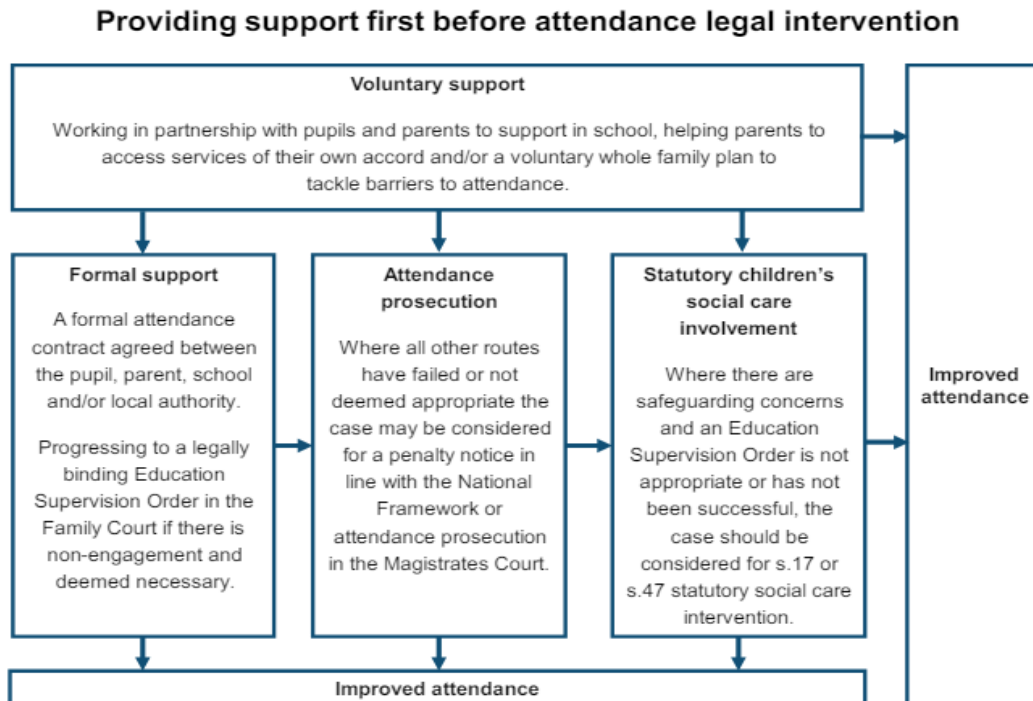 Providing support first before attendance legal intervention
Voluntary support
Working in partnership with pupils and parents to support in school, helping parents to
access services of their own accord and/or a voluntary whole family plan to
tackle barriers to attendance.
Formal support
A formal attendance
contract agreed between
the pupil, parent, school
and/or local authority.
Progressing to a legally
binding Education
Supervision Order in the
Family Court if there is
non-engagement and
deemed necessary.
Attendance
prosecution
Where all other routes
have failed or not
deemed appropriate the
case may be considered
for a penalty notice in
line with the National
Framework or
attendance prosecution
in the Magistrates Court.
Statutory children's
social care
involvement
Where there are
safeguarding concerns
and an Education
Supervision Order is not
appropriate or has not
been successful, the
case should be
considered for s.17 or
s.47 statutory social care
intervention.
Improved
attendance
Improved attendance